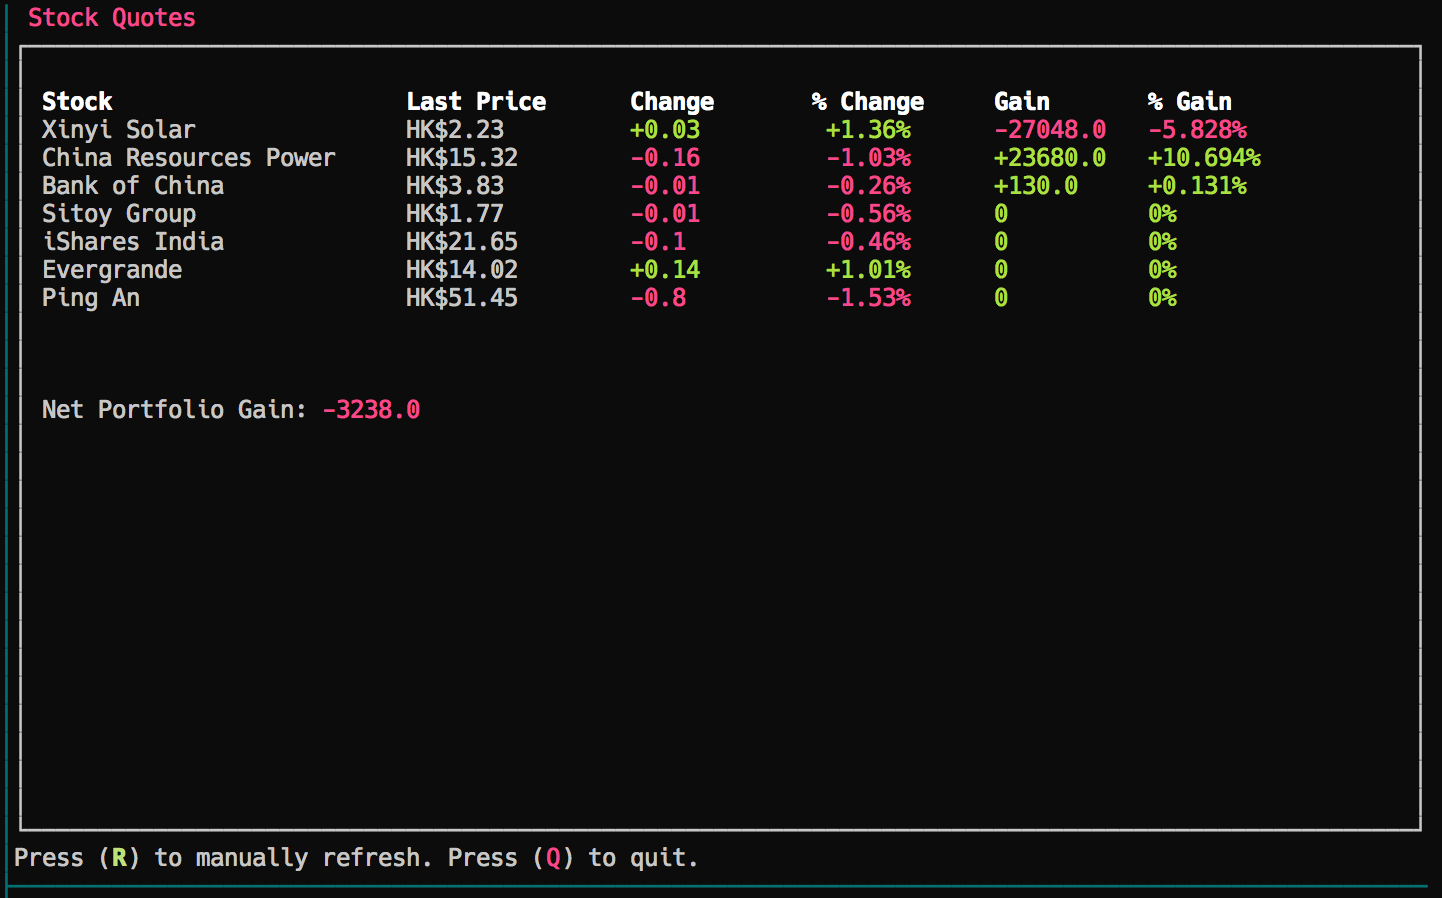 Stock Quotes
Stock Last Price Change % Change Gain % Gain
Xinyi Solar HK$2.23 +0.03 +1.36% -27048.0 -5.828%
China Resources Power HK$15.32 -0.16 -1.03% +23680.0 +10.694%
Bank of China HK$3.83 -0.01 -0.26% +130.0 +0.131%
Sitoy Group HK$1.77 -0.01 -0.56% 0 0%
iShares India HK$21.65 -0.1 -0.46% 0 0%
Evergrande HK$14.02 +0.14 +1.01% 0 0%
Ping An HK$51.45 -0.8 -1.53% 0 0%
Net Portfolio Gain: -3238.0
Press (R) to manually refresh. Press (Q) to quit.